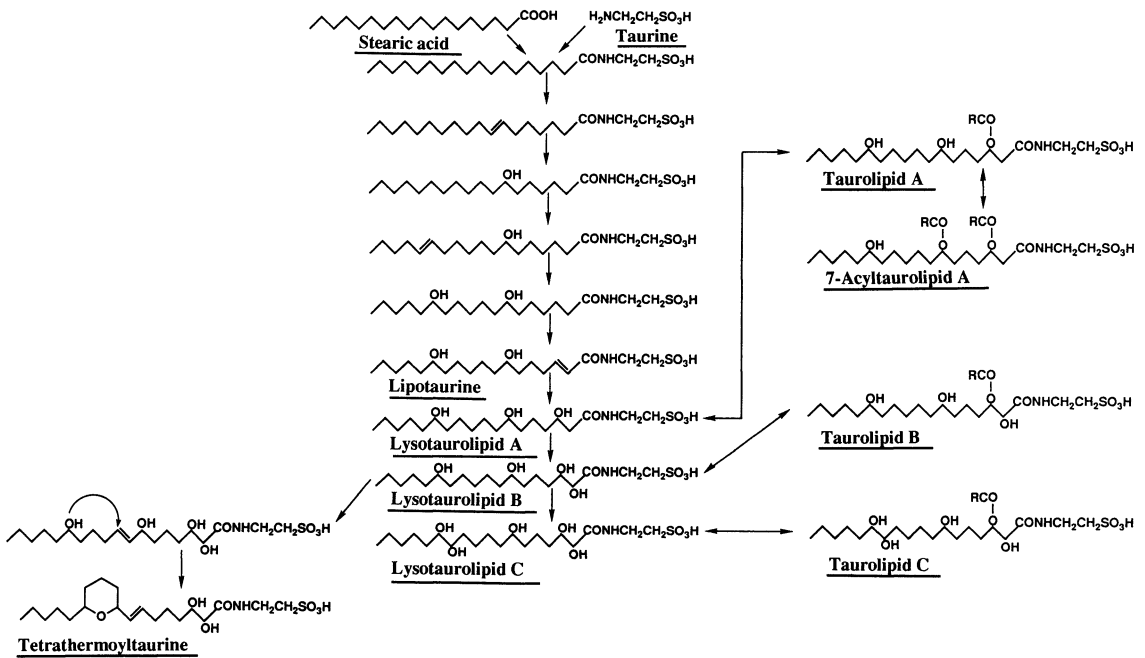 COOH
H₂NCH₂CH₂SO₃H
Stearic acid
Taurine
CONHCH₂CH₂SO₃H
CONHCH₂CH₂SO₃H
OH
CONHCH₂CH₂SO₃H
OH
CONHCH₂CH₂SO₃H
OH OH
CONHCH₂CH₂SO₃H
OH OH
CONHCH₂CH₂SO₃H
Lipotaurine
OH OH OH
CONHCH₂CH₂SO₃H
Lysotaurolipid A
OH OH OH
CONHCH₂CH₂SO₃H
OH
Lysotaurolipid B
OH OH OH
CONHCH₂CH₂SO₃H
OH OH
Lysotaurolipid C
OH OH OH
CONHCH₂CH₂SO₃H
OH
O
OH
CONHCH₂CH₂SO₃H
OH
Tetrathermoyltaurine
RCO
OH OH O
CONHCH₂CH₂SO₃H
Taurolipid A
RCO RCO
OH O O
CONHCH₂CH₂SO₃H
7-Acyltaurolipid A
RCO
OH OH O
CONHCH₂CH₂SO₃H
OH
Taurolipid B
RCO
OH OH O
CONHCH₂CH₂SO₃H
OH OH
Taurolipid C